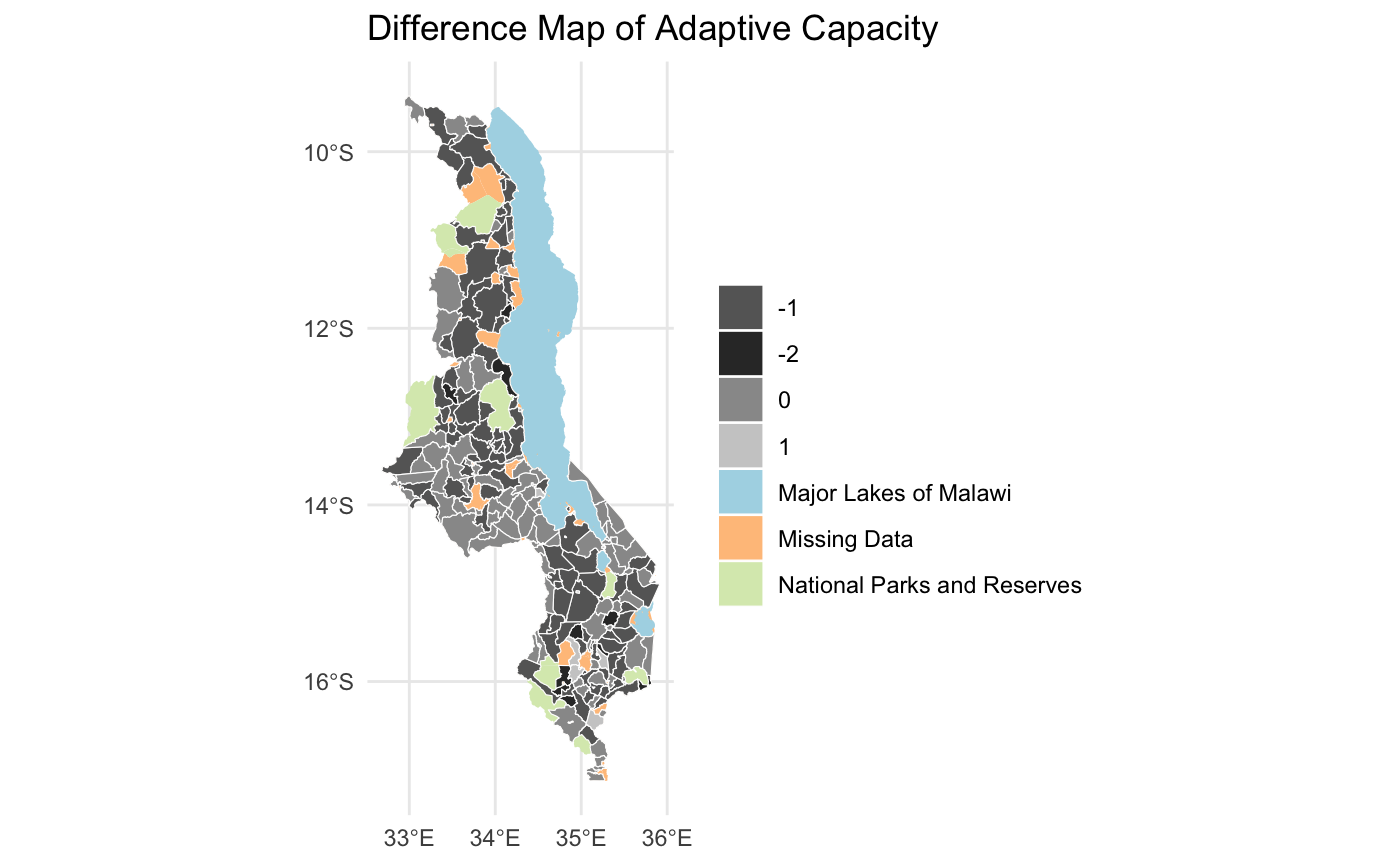 Difference Map of Adaptive Capacity
10°S
12°S
14°S
16°S
33°E 34°E 35°E 36°E
-1
-2
0
1
Major Lakes of Malawi
Missing Data
National Parks and Reserves